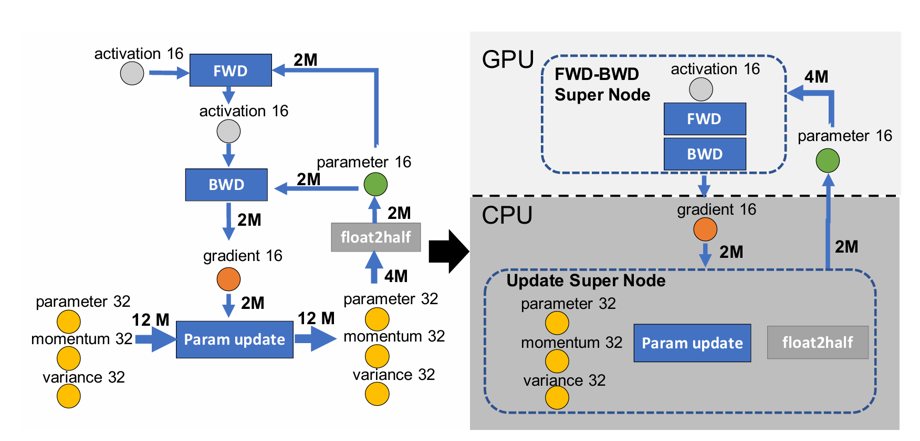 activation 16
FWD
2M
activation 16
parameter 16
BWD
2M
2M
2M
float2half
gradient 16
4M
2M
parameter 32
momentum 32
variance 32
12 M
Param update
12 M
parameter 32
momentum 32
variance 32
GPU
FWD-BWD
Super Node
activation 16
FWD
BWD
4M
parameter 16
CPU
gradient 16
2M
2M
Update Super Node
parameter 32
momentum 32
variance 32
Param update
float2half